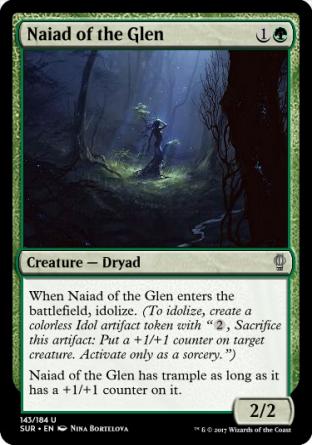 Naiad of the Glen 1
Creature — Dryad
When Naiad of the Glen enters the
battlefield, idolize. (To idolize, create a
colorless Idol artifact token with “2, Sacrifice
this artifact: Put a +1/+1 counter on target
creature. Activate only as a sorcery.”)
Naiad of the Glen has trample as long as it
has a +1/+1 counter on it.
2/2
143/184 U
SUR • EN Nina Bortelova
™ & © 2017 Wizards of the Coast